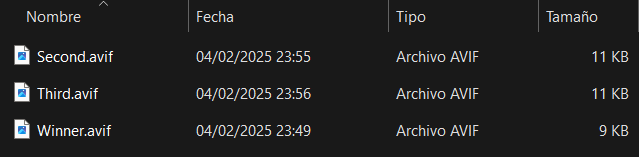 Nombre Fecha Tipo Tamaño
Second.avif 04/02/2025 23:55 Archivo AVIF 11 KB
Third.avif 04/02/2025 23:56 Archivo AVIF 11 KB
Winner.avif 04/02/2025 23:49 Archivo AVIF 9 KB